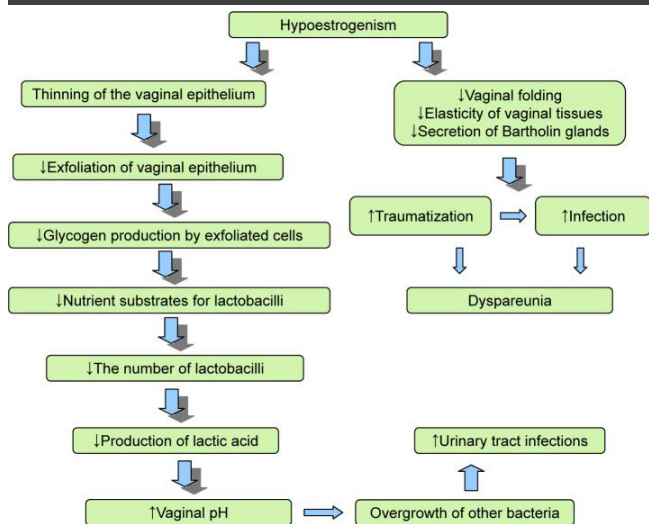 Hypoestrogenism
Thinning of the vaginal epithelium
↓Exfoliation of vaginal epithelium
↓Glycogen production by exfoliated cells
↓Nutrient substrates for lactobacilli
↓The number of lactobacilli
↓Production of lactic acid
↑Vaginal pH
Overgrowth of other bacteria
↑Urinary tract infections
↓Vaginal folding
↓Elasticity of vaginal tissues
↓Secretion of Bartholin glands
↑Traumatization
↑Infection
Dyspareunia